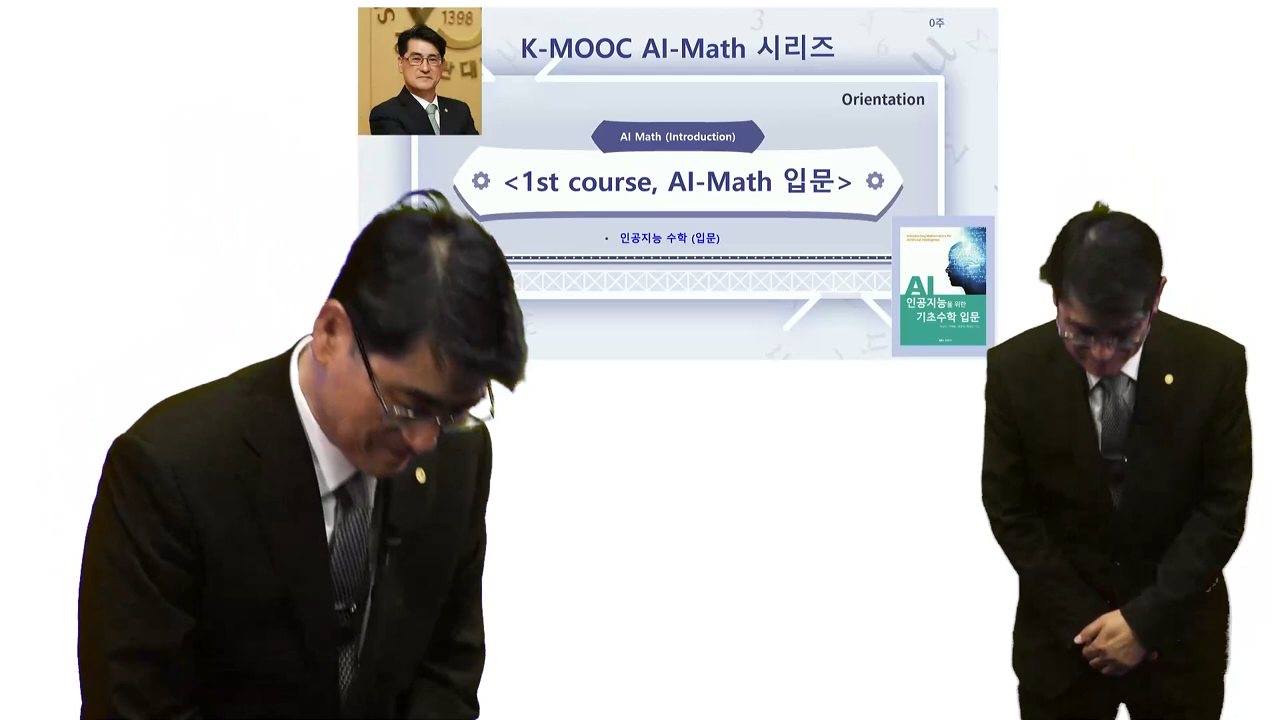 1398
0주
K-MOOC AI-Math 시리즈
Orientation
AI Math (Introduction)
<1st course, AI-Math 입문>
• 인공지능 수학 (입문)
AI
인공지능을 위한
기초수학 입문